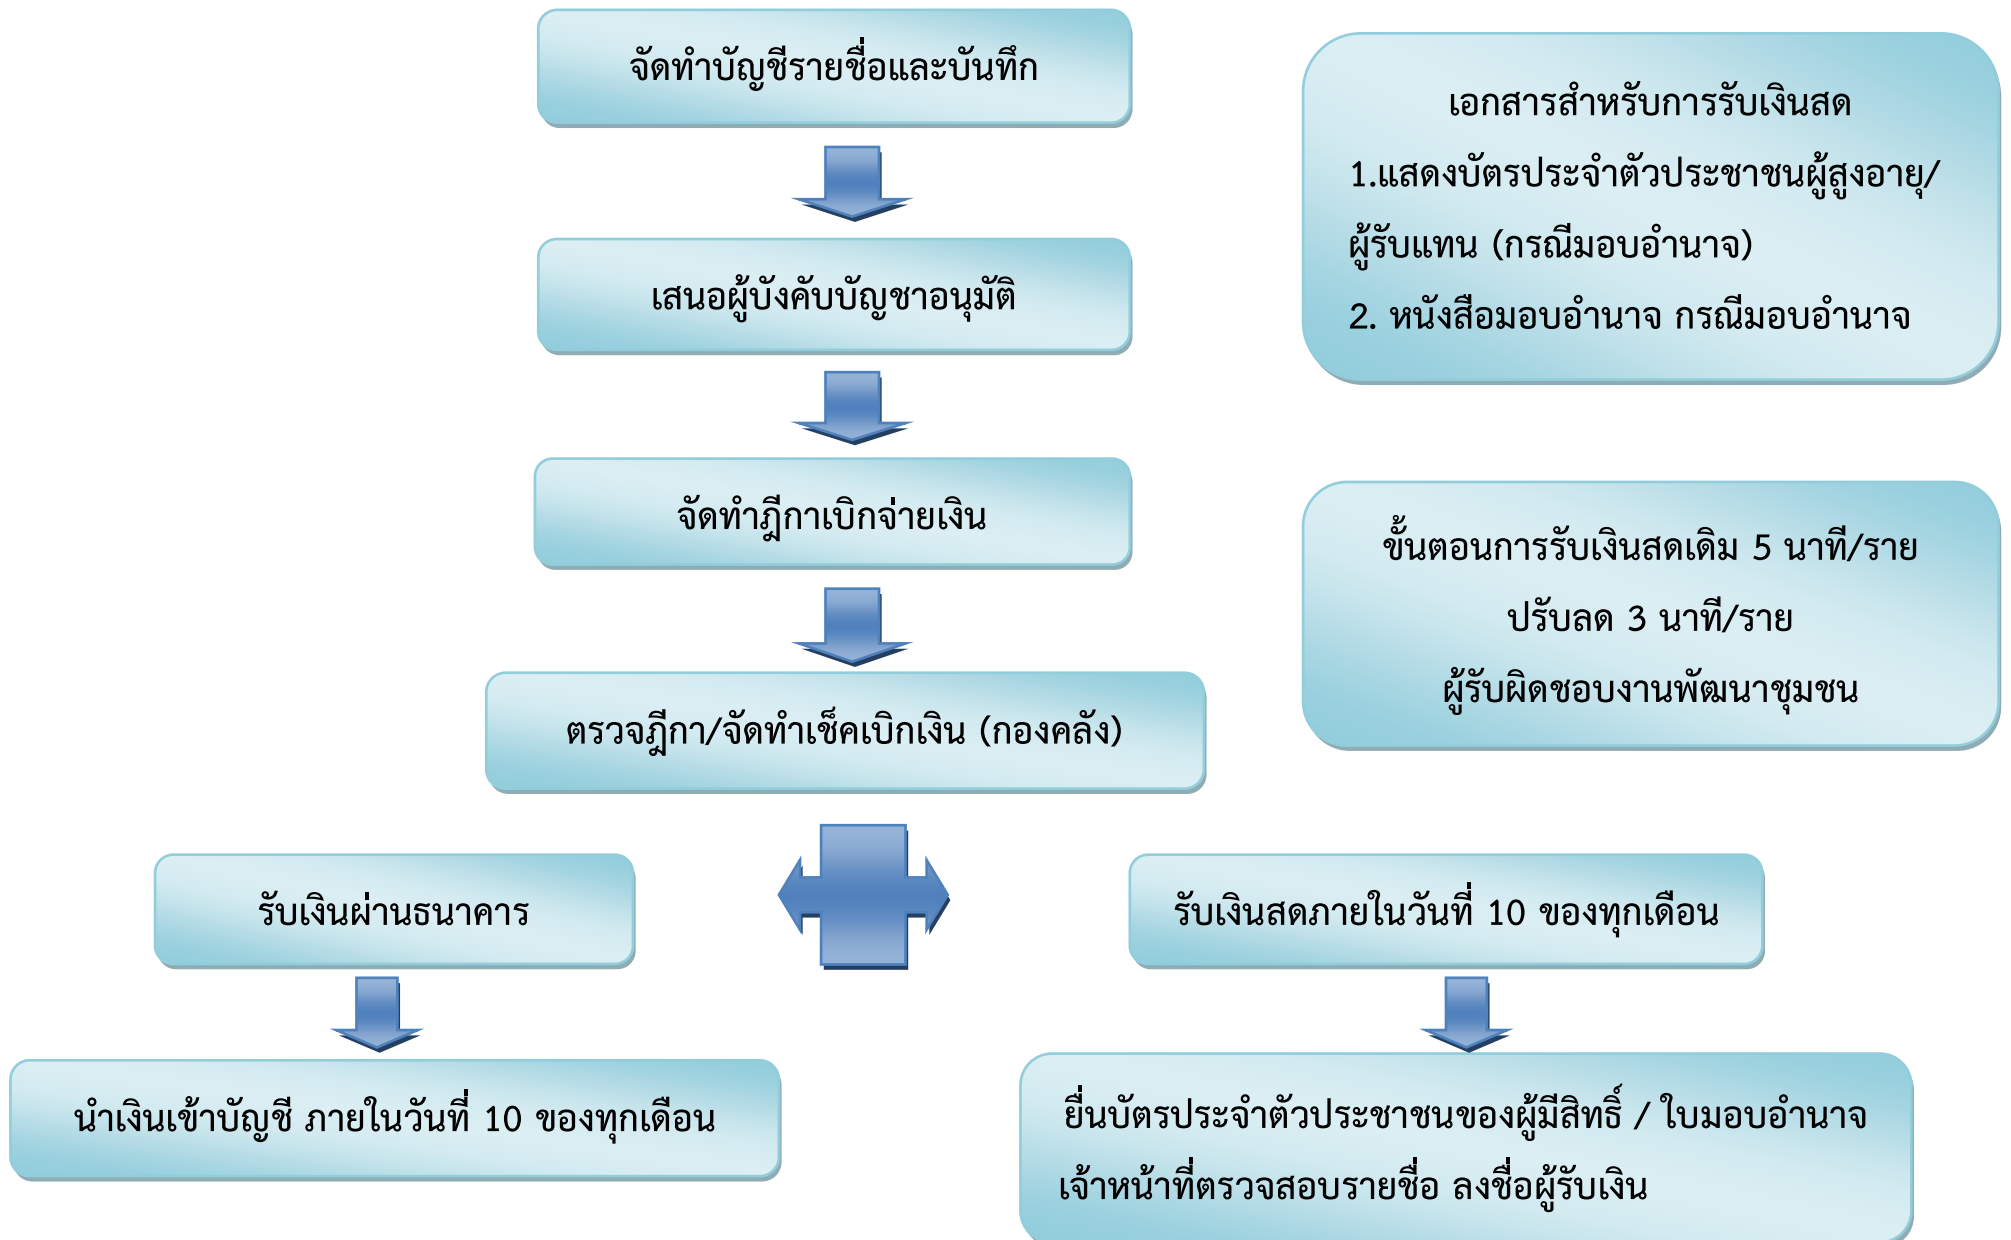 จัดทำบัญชีรายชื่อและบันทึก
เสนอผู้บังคับบัญชาอนุมัติ
จัดทำฎีกาเบิกจ่ายเงิน
ตรวจฎีกา/จัดทำเช็คเบิกเงิน (กองคลัง)
รับเงินผ่านธนาคาร
นำเงินเข้าบัญชี ภายในวันที่ 10 ของทุกเดือน
รับเงินสดภายในวันที่ 10 ของทุกเดือน
ยื่นบัตรประจำตัวประชาชนของผู้มีสิทธิ์ / ใบมอบอำนาจ
เจ้าหน้าที่ตรวจสอบรายชื่อ ลงชื่อผู้รับเงิน
เอกสารสำหรับการรับเงินสด
1.แสดงบัตรประจำตัวประชาชนผู้สูงอายุ/
ผู้รับแทน (กรณีมอบอำนาจ)
2. หนังสือมอบอำนาจ กรณีมอบอำนาจ
ขั้นตอนการรับเงินสดเดิม 5 นาที/ราย
ปรับลด 3 นาที/ราย
ผู้รับผิดชอบงานพัฒนาชุมชน